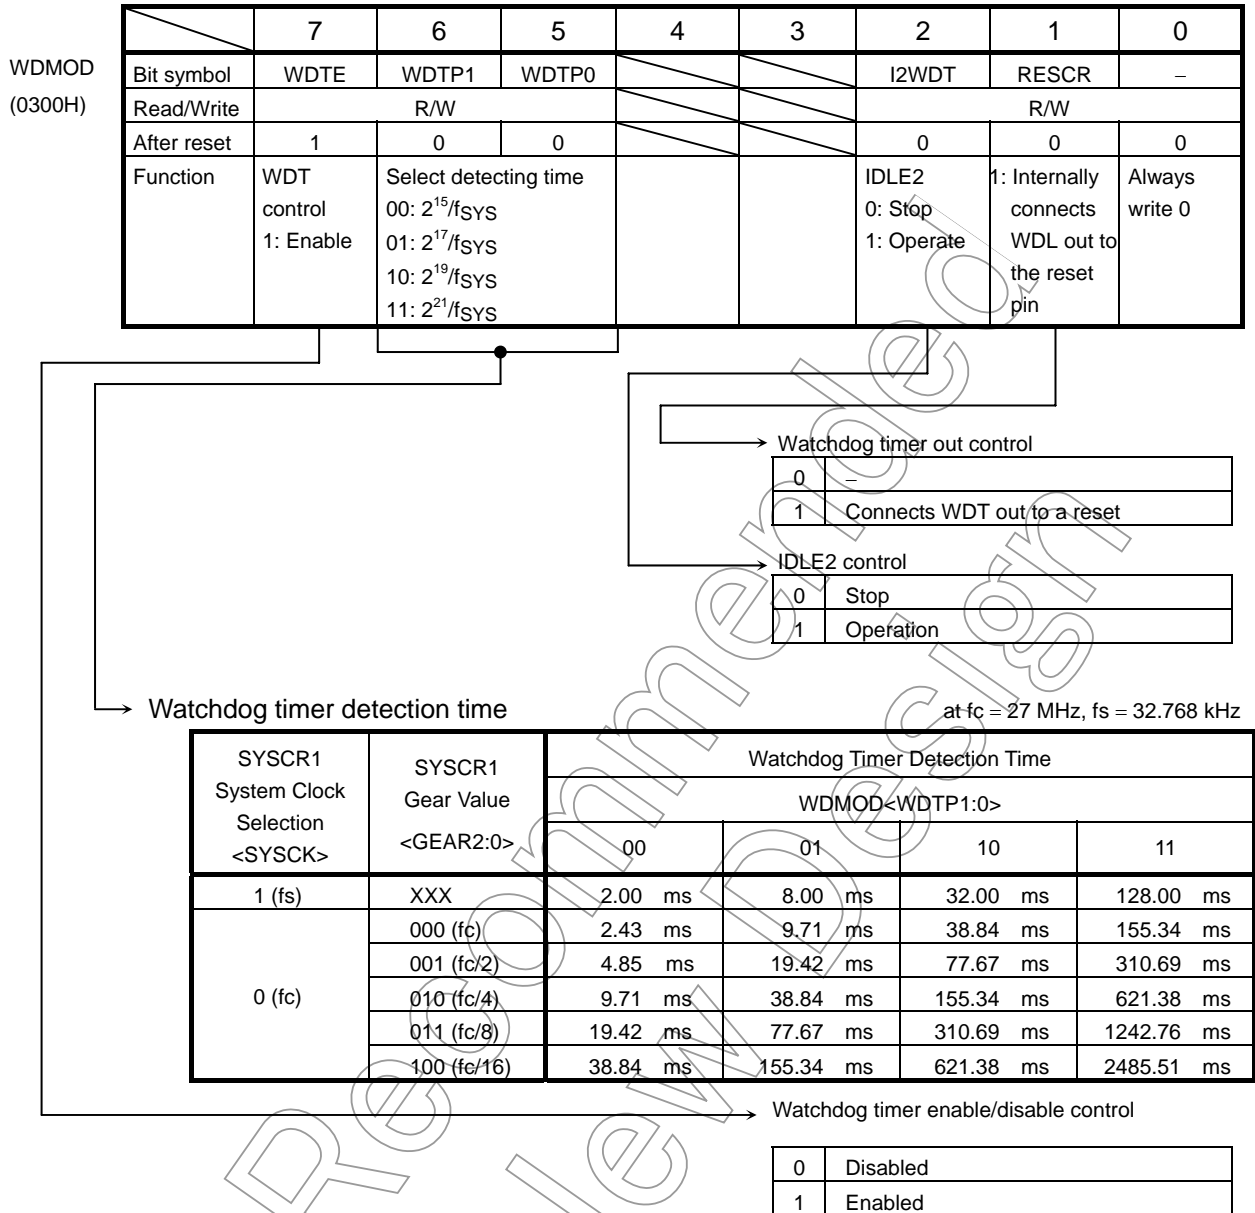 7 6 5 4 3 2 1 0
WDMOD
(0300H)
Bit symbol WDTE WDTP1 WDTP0 I2WDT RESCR –
Read/Write R/W R/W
After reset 1 0 0 0 0 0
Function WDT Select detecting time IDLE2 1: Internally Always
control 00: 2¹⁵/fSYS 0: Stop connects write 0
1: Enable 01: 2¹⁷/fSYS 1: Operate WDL out to
10: 2¹⁹/fSYS the reset
11: 2²¹/fSYS pin
Watchdog timer out control
0 –
1 Connects WDT out to a reset
IDLE2 control
0 Stop
1 Operation
Watchdog timer detection time at fc = 27 MHz, fs = 32.768 kHz
SYSCR1
System Clock
Selection
<SYSCK>
SYSCR1
Gear Value
<GEAR2:0>
Watchdog Timer Detection Time
WDMOD<WDTP1:0>
00 01 10 11
1 (fs) XXX 2.00 ms 8.00 ms 32.00 ms 128.00 ms
0 (fc)
000 (fc) 2.43 ms 9.71 ms 38.84 ms 155.34 ms
001 (fc/2) 4.85 ms 19.42 ms 77.67 ms 310.69 ms
010 (fc/4) 9.71 ms 38.84 ms 155.34 ms 621.38 ms
011 (fc/8) 19.42 ms 77.67 ms 310.69 ms 1242.76 ms
100 (fc/16) 38.84 ms 155.34 ms 621.38 ms 2485.51 ms
Watchdog timer enable/disable control
0 Disabled
1 Enabled
Recommended
ew Design